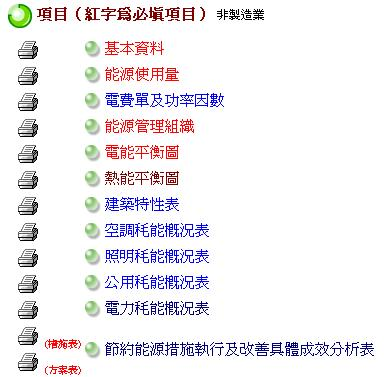 項目（紅字為必填項目） 非製造業
基本資料
能源使用量
電費單及功率因數
能源管理組織
電能平衡圖
熱能平衡圖
建築特性表
空調耗能概況表
照明耗能概況表
公用耗能概況表
電力耗能概況表
(措施表)
節約能源措施執行及改善具體成效分析表
(方案表)